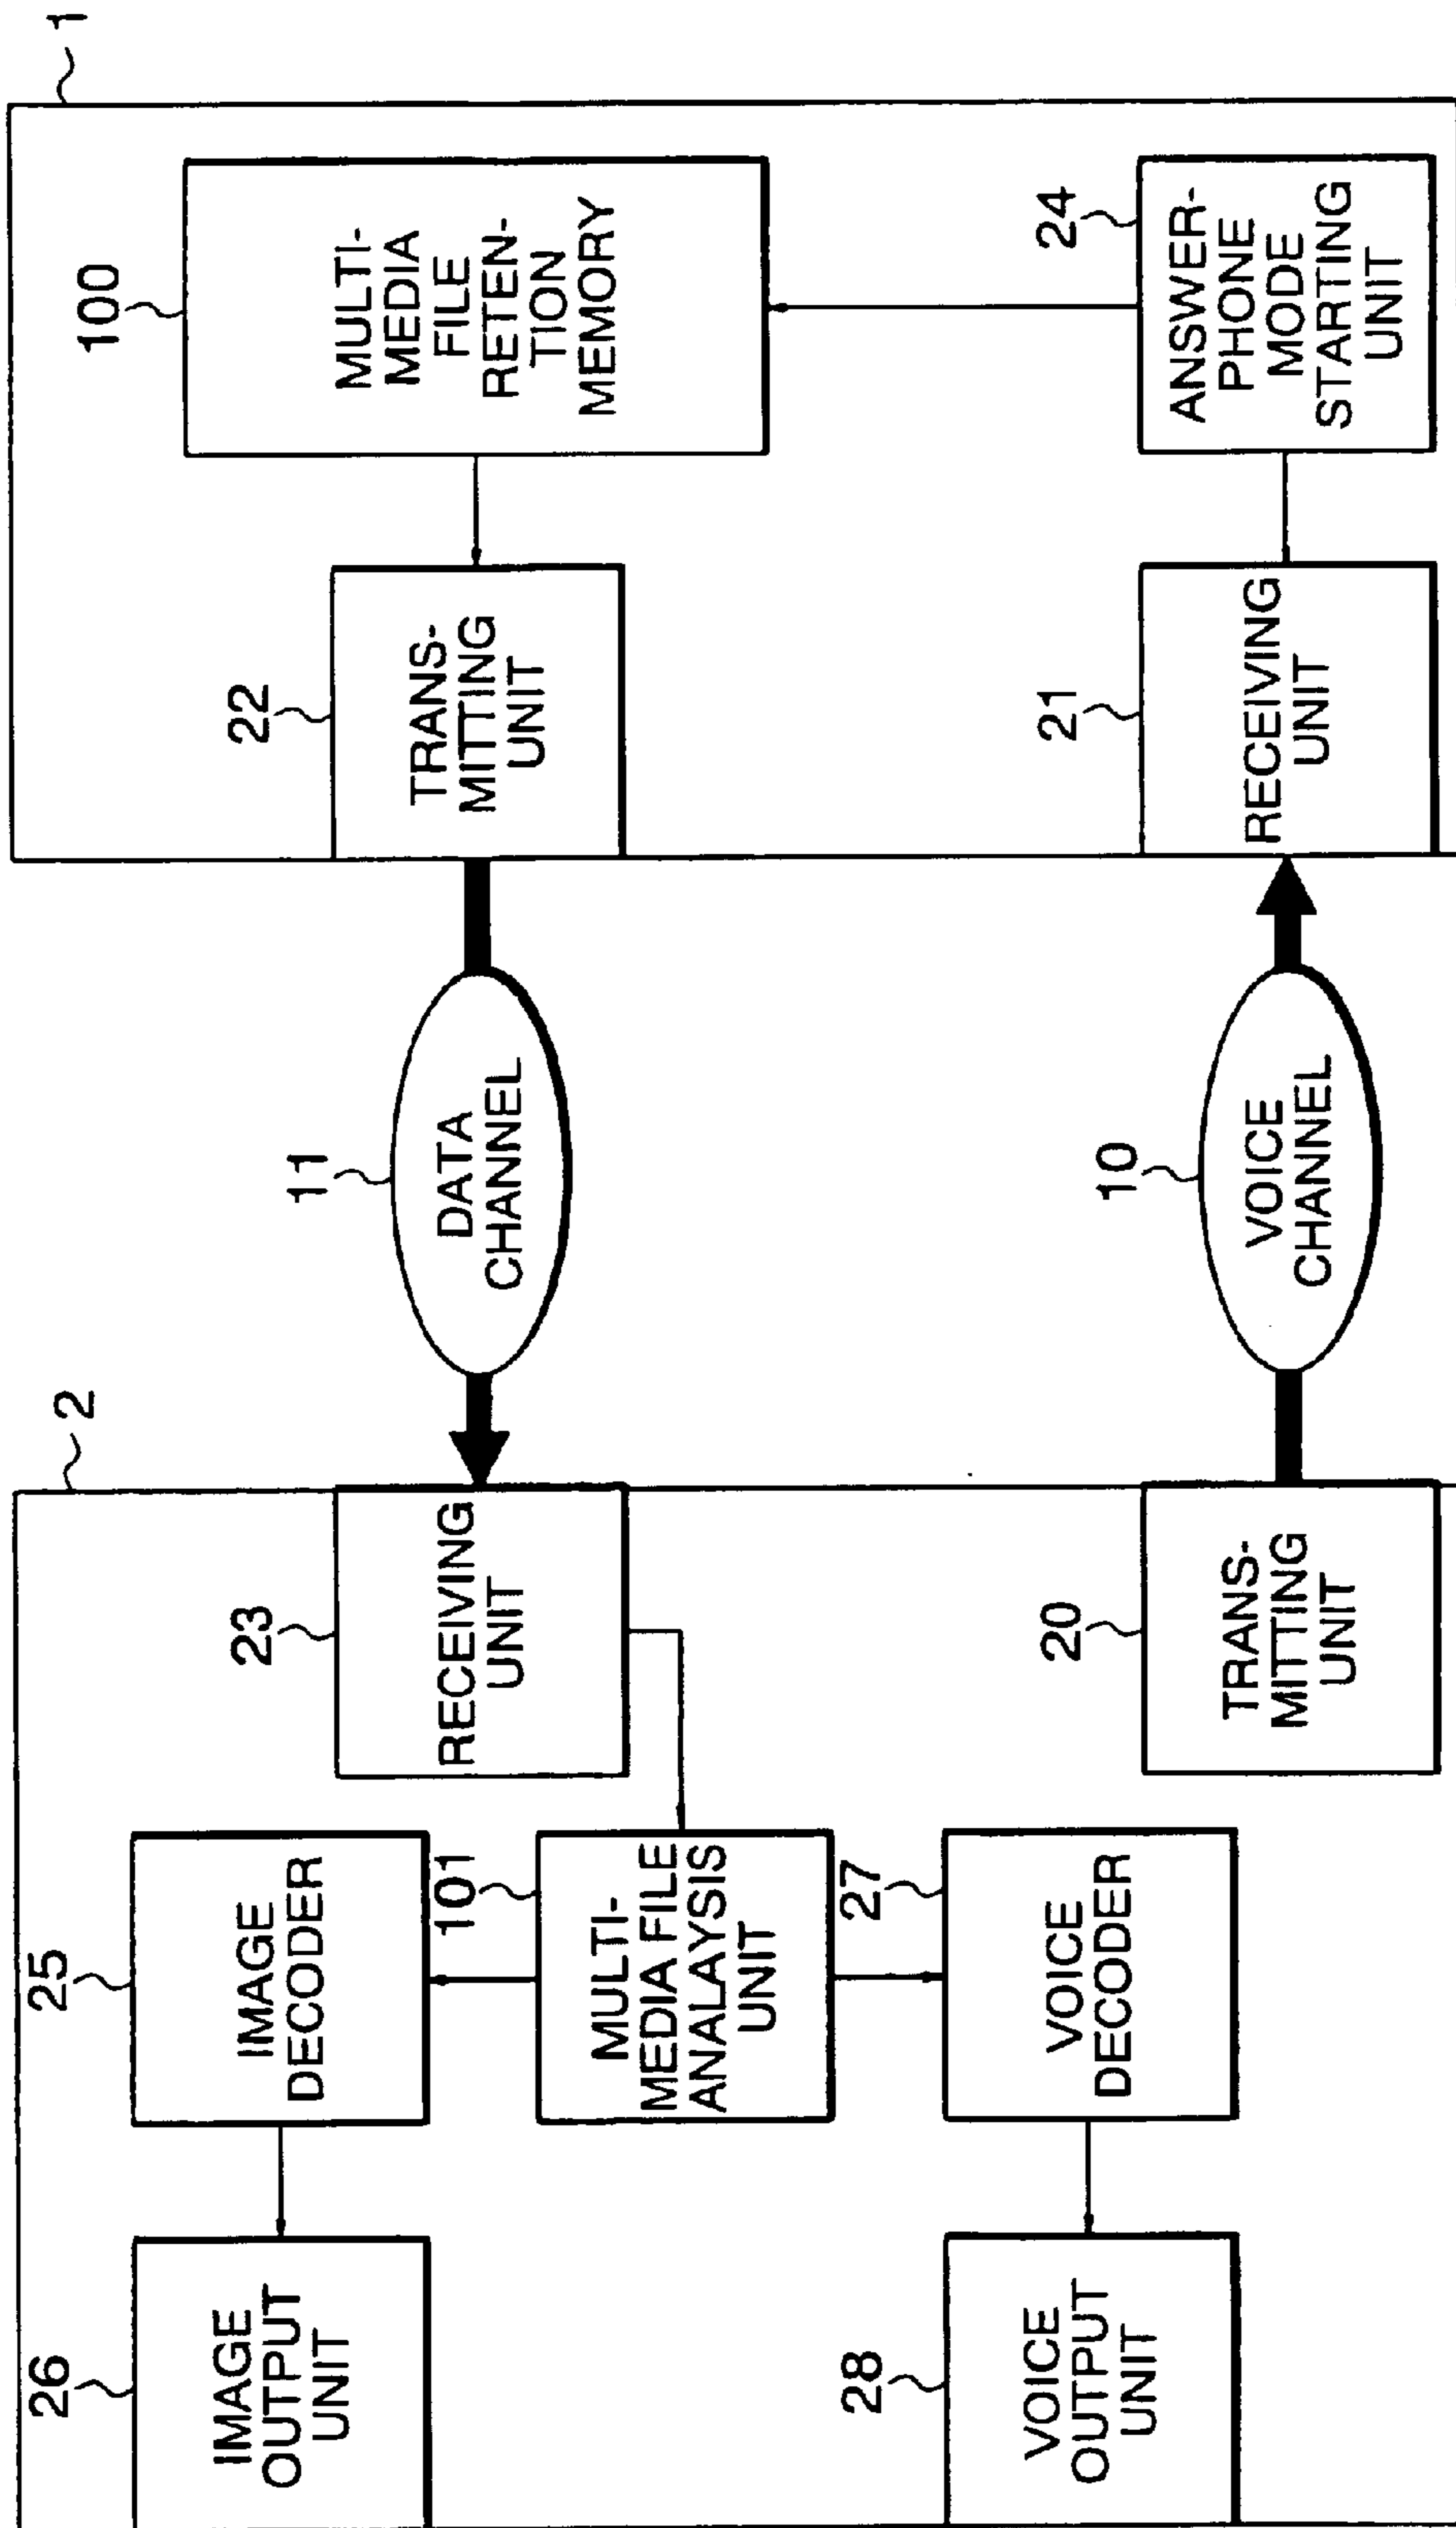 1
100
MULTI-
MEDIA
FILE
RETEN-
TION
MEMORY
24
ANSWER-
PHONE
MODE
STARTING
UNIT
22
TRANS-
MITTING
UNIT
21
RECEIVING
UNIT
11
DATA
CHANNEL
10
VOICE
CHANNEL
2
23
RECEIVING
UNIT
20
TRANS-
MITTING
UNIT
25
IMAGE
DECODER
101
MULTI-
MEDIA FILE
ANALAYSIS
UNIT
27
VOICE
DECODER
26
IMAGE
OUTPUT
UNIT
28
VOICE
OUTPUT
UNIT